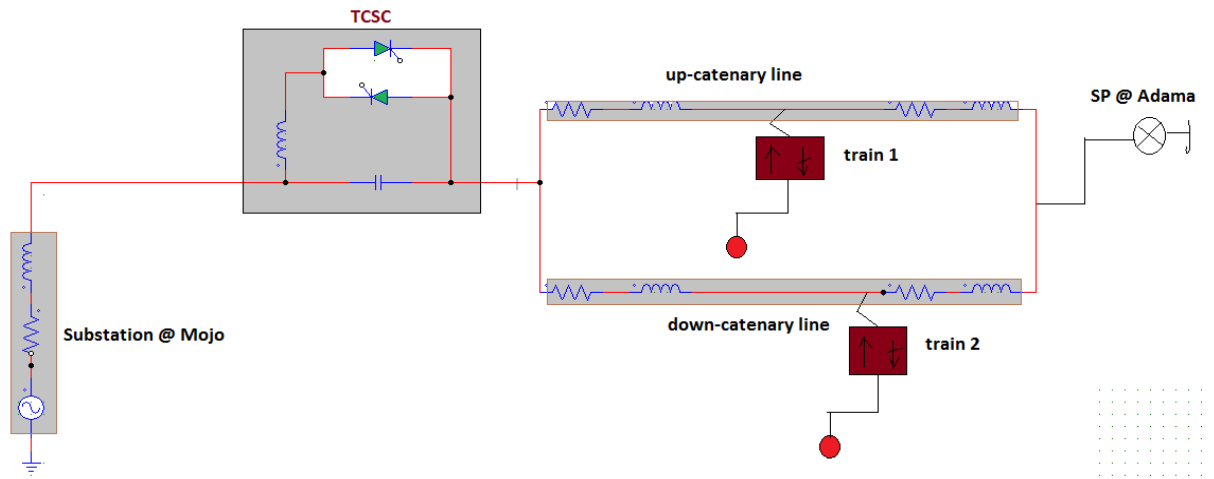 TCSC
up-catenary line
SP @ Adama
train 1
Substation @ Mojo
down-catenary line
train 2